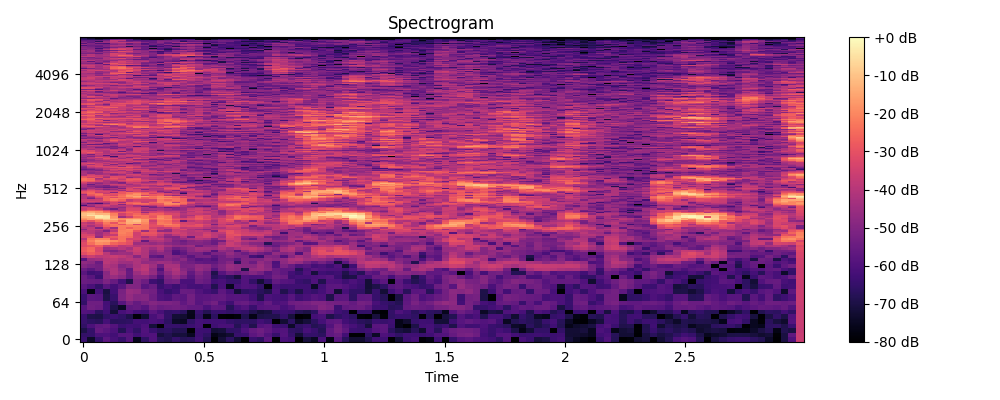 Spectrogram
4096
2048
1024
512
256
128
64
0
Hz
0
0.5
1
1.5
2
2.5
Time
+0 dB
-10 dB
-20 dB
-30 dB
-40 dB
-50 dB
-60 dB
-70 dB
-80 dB